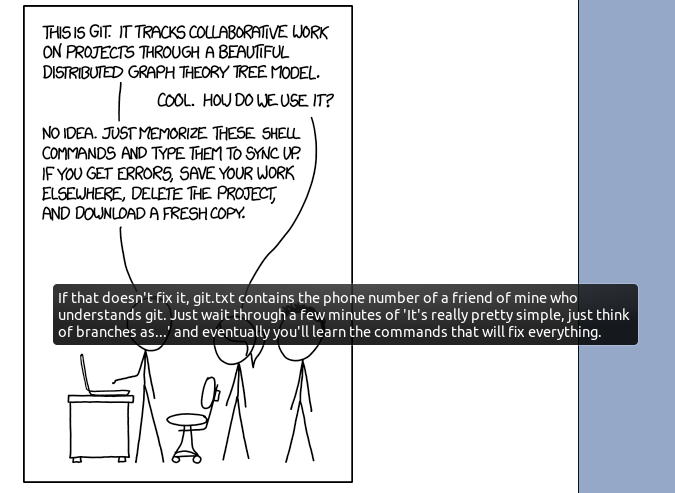 THIS IS GIT. IT TRACKS COLLABORATIVE WORK
ON PROJECTS THROUGH A BEAUTIFUL
DISTRIBUTED GRAPH THEORY TREE MODEL.
COOL. HOW DO WE USE IT?
NO IDEA. JUST MEMORIZE THESE SHELL
COMMANDS AND TYPE THEM TO SYNC UP.
IF YOU GET ERRORS, SAVE YOUR WORK
ELSEWHERE, DELETE THE PROJECT,
AND DOWNLOAD A FRESH COPY.
If that doesn't fix it, git.txt contains the phone number of a friend of mine who
understands git. Just wait through a few minutes of 'It's really pretty simple, just think
of branches as...' and eventually you'll learn the commands that will fix everything.